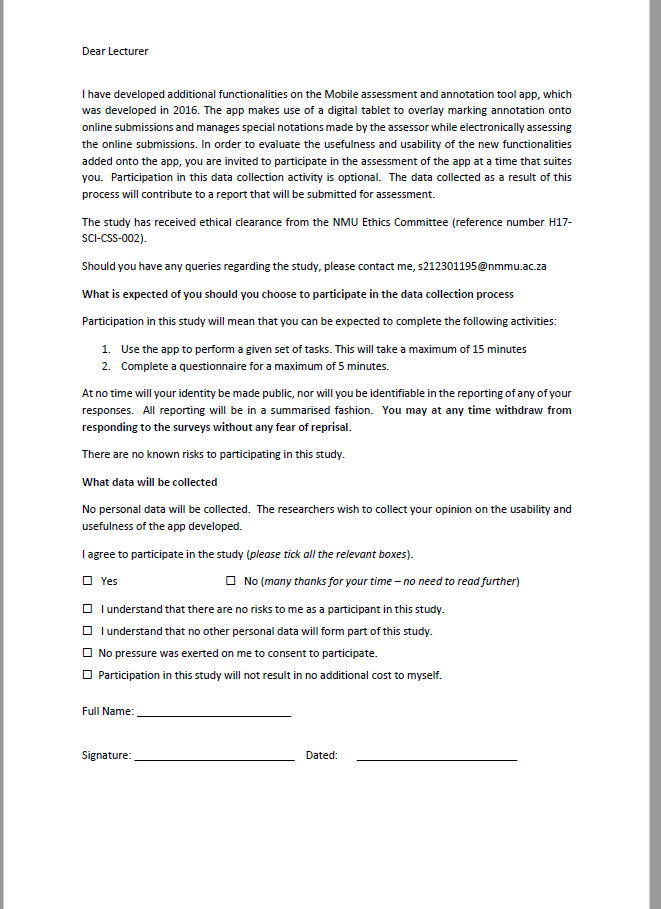 Dear Lecturer
I have developed additional functionalities on the Mobile assessment and annotation tool app, which
was developed in 2016. The app makes use of a digital tablet to overlay marking annotation onto
online submissions and manages special notations made by the assessor while electronically assessing
the online submissions. In order to evaluate the usefulness and usability of the new functionalities
added onto the app, you are invited to participate in the assessment of the app at a time that suites
you.  Participation in this data collection activity is optional.  The data collected as a result of this
process will contribute to a report that will be submitted for assessment.
The study has received ethical clearance from the NMU Ethics Committee (reference number H17-
SCI-CSS-002).
Should you have any queries regarding the study, please contact me, s212301195@nmmu.ac.za
What is expected of you should you choose to participate in the data collection process
Participation in this study will mean that you can be expected to complete the following activities:
1. Use the app to perform a given set of tasks. This will take a maximum of 15 minutes
2. Complete a questionnaire for a maximum of 5 minutes.
At no time will your identity be made public, nor will you be identifiable in the reporting of any of your
responses.  All reporting will be in a summarised fashion.  You may at any time withdraw from
responding to the surveys without any fear of reprisal.
There are no known risks to participating in this study.
What data will be collected
No personal data will be collected.  The researchers wish to collect your opinion on the usability and
usefulness of the app developed.
I agree to participate in the study (please tick all the relevant boxes).
☐ Yes ☐ No (many thanks for your time – no need to read further)
☐ I understand that there are no risks to me as a participant in this study.
☐ I understand that no other personal data will form part of this study.
☐ No pressure was exerted on me to consent to participate.
☐ Participation in this study will not result in no additional cost to myself.
Full Name: __________________________
Signature: ___________________________ Dated: ___________________________